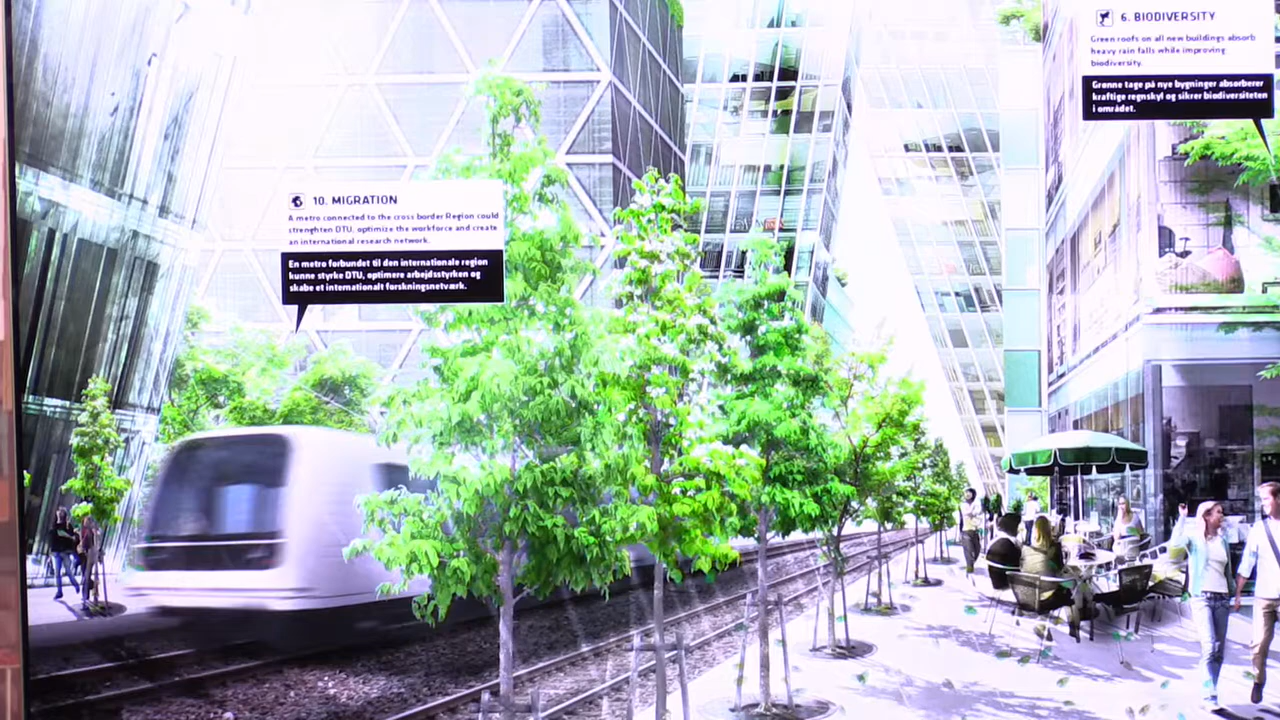 10. MIGRATION
A metro connected to the cross border Region could
strenghten DTU, optimize the workforce and create
an international research network.
En metro forbundet til den internationale region
kunne styrke DTU, optimere arbejdsstyrken og
skabe et internationalt forskningsnetværk.
6. BIODIVERSITY
Green roofs on all new buildings absorb
heavy rain falls while improving
biodiversity.
Grønne tage på nye bygninger absorberer
kraftige regnskyl og sikrer biodiversiteten
i området.